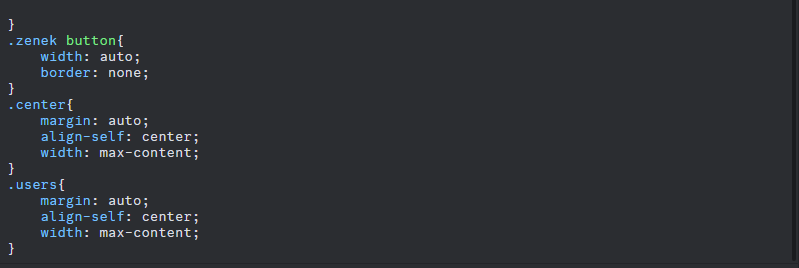 }
.zenek button{
    width: auto;
    border: none;
}
.center{
    margin: auto;
    align-self: center;
    width: max-content;
}
.users{
    margin: auto;
    align-self: center;
    width: max-content;
}